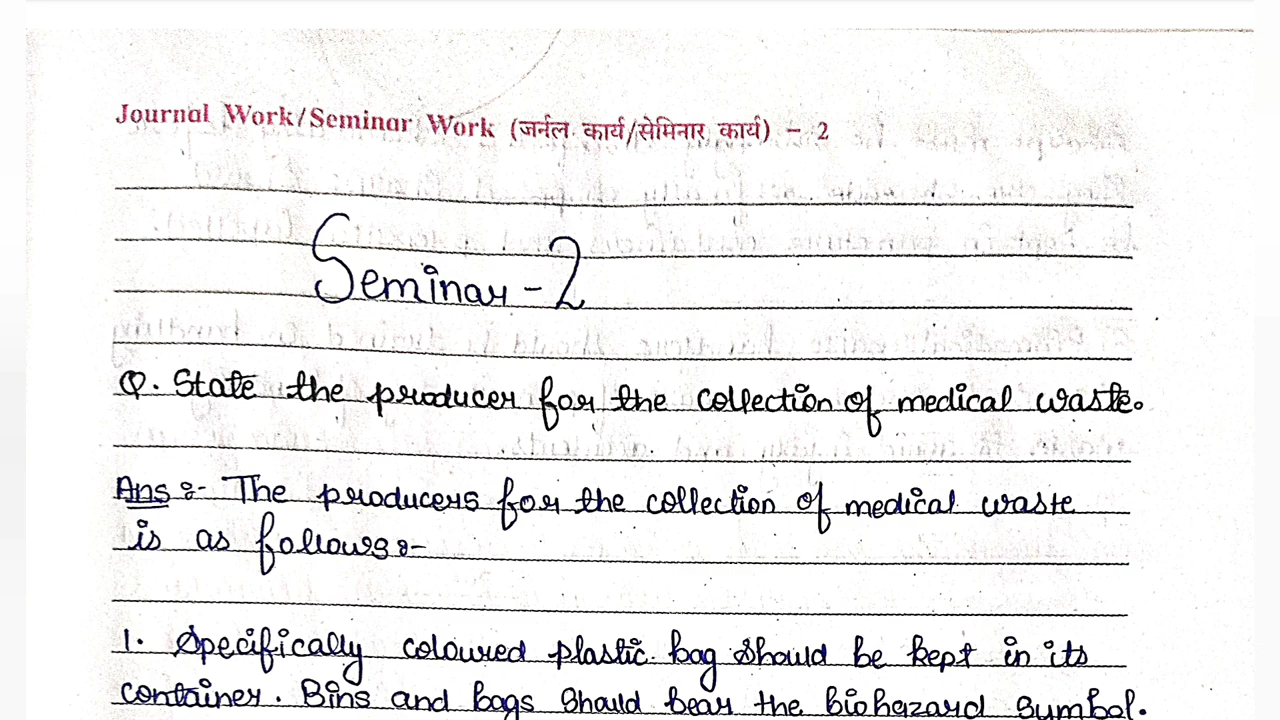 Journal Work/Seminar Work (जर्नल कार्य/सेमिनार कार्य) - 2
Seminar - 2
Q. State the producer for the collection of medical waste.
Ans :- The producers for the collection of medical waste
is as follows :-
1. Specifically coloured plastic bag should be kept in its
container. Bins and bags should bear the biohazard symbol.